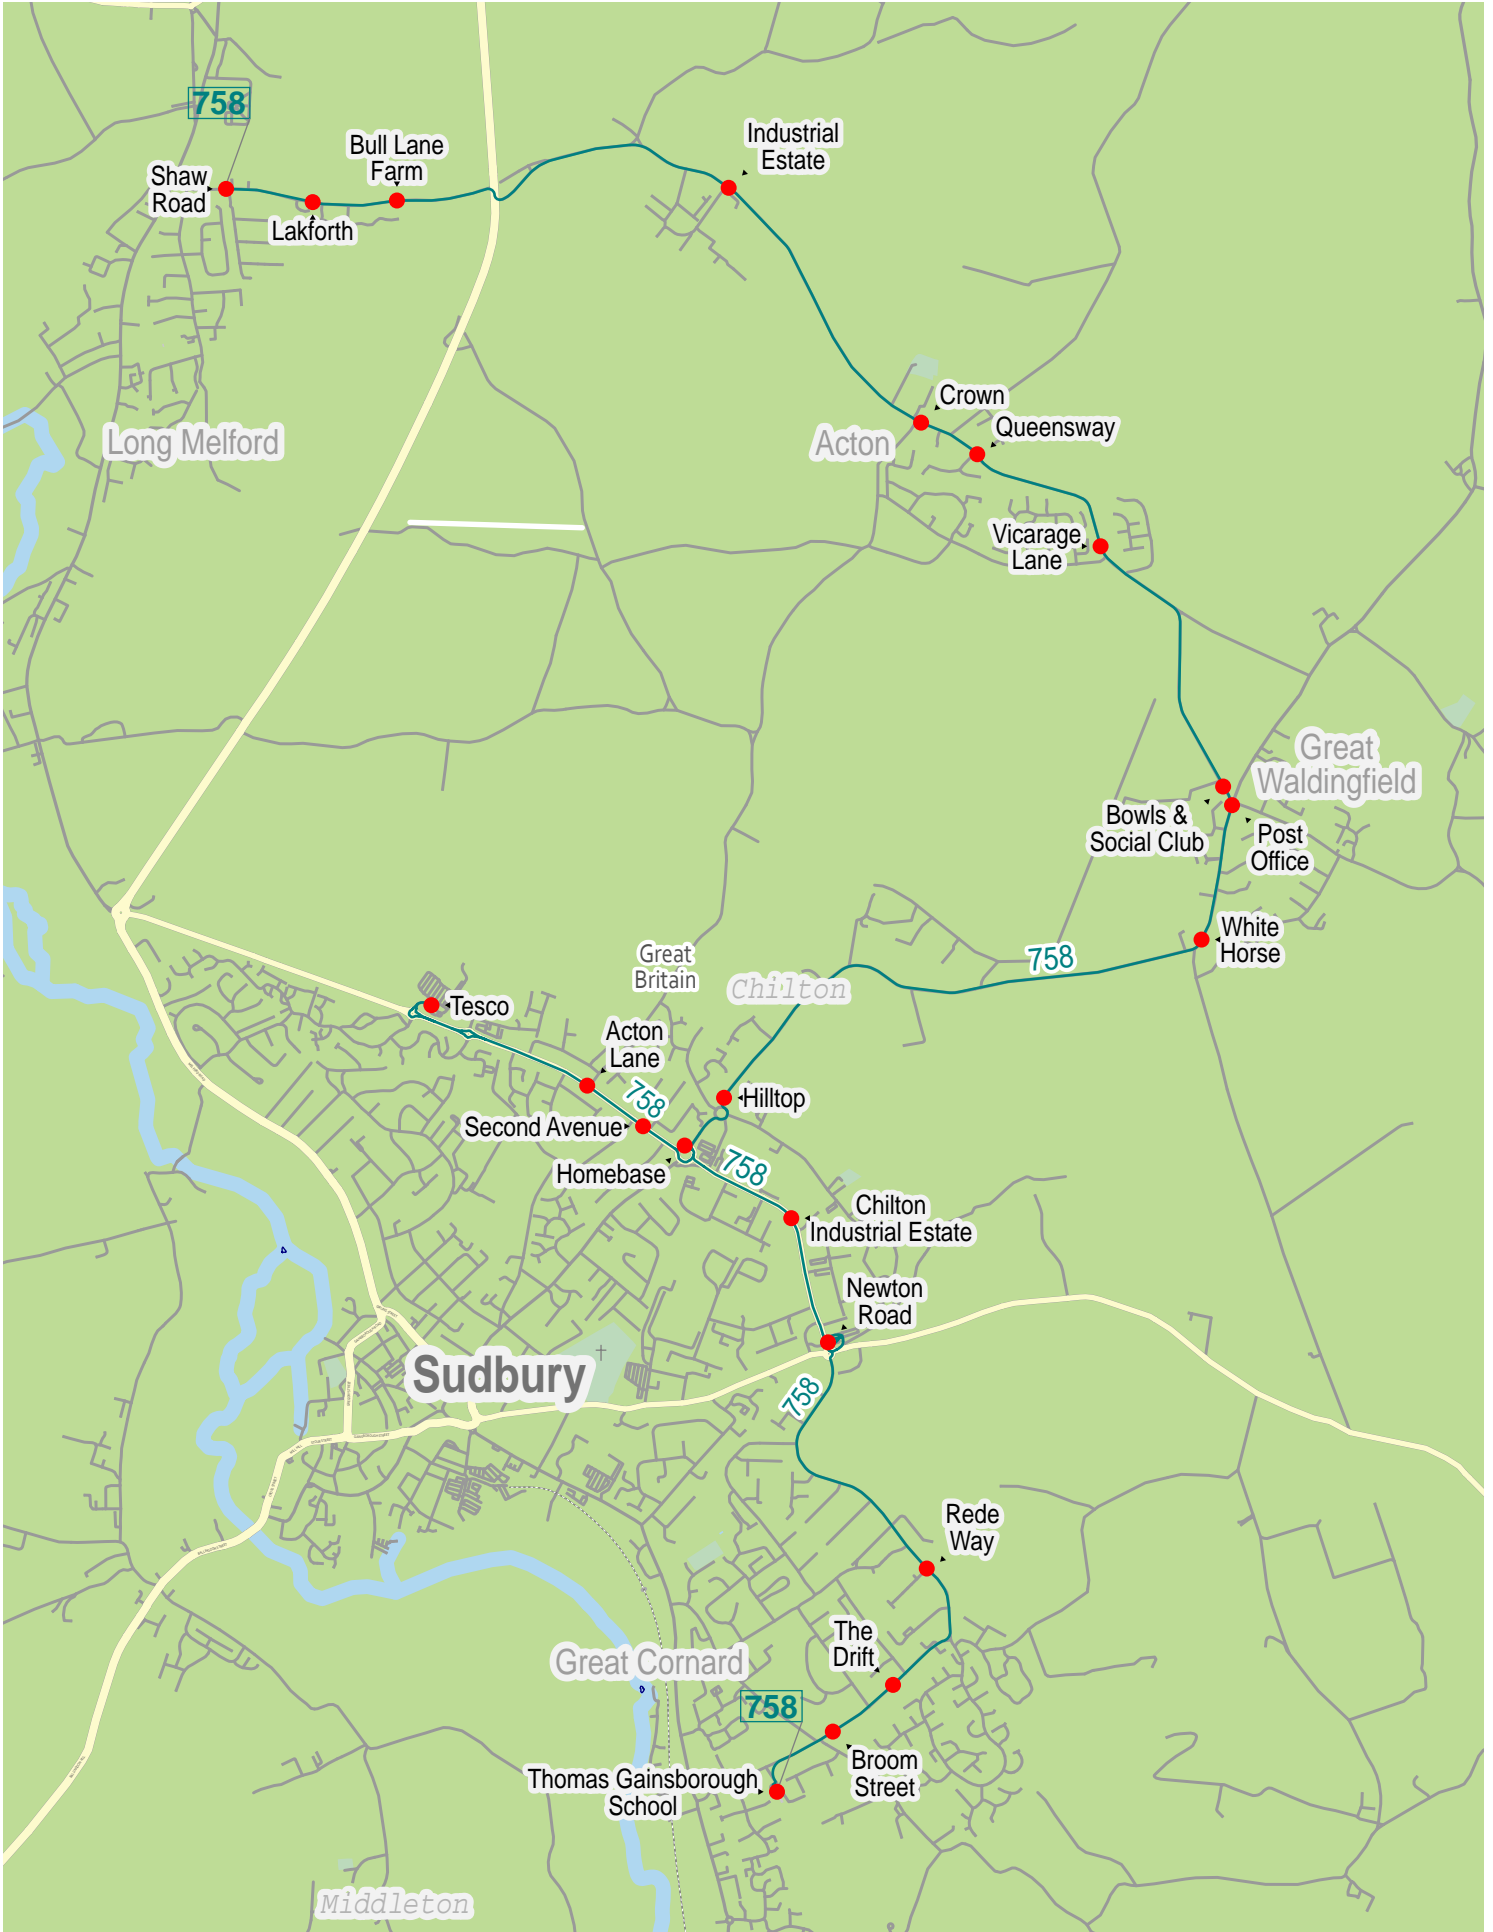 758
Bull Lane
Farm
Industrial
Estate
Shaw
Road
Lakforth
Crown
Queensway
Long Melford
Acton
Vicarage
Lane
Great
Waldingfield
Bowls &
Social Club
Post
Office
White
Horse
758
Great
Britain
Chilton
Tesco
Acton
Lane
758
Hilltop
Second Avenue
Homebase
758
Chilton
Industrial Estate
Newton
Road
Sudbury
758
Rede
Way
The
Drift
Great Cornard
758
Broom
Street
Thomas Gainsborough
School
Middleton